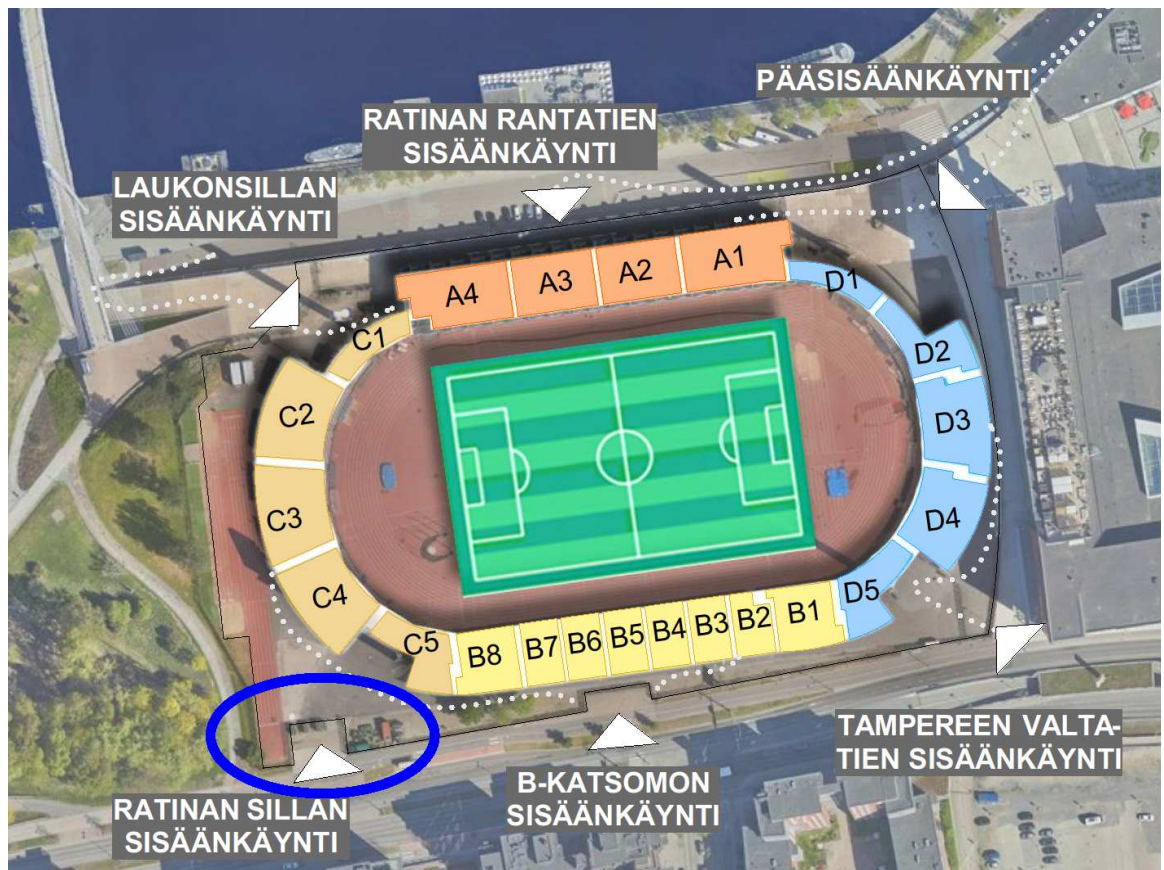 PÄÄSISÄÄNKÄYNTI
RATINAN RANTATIEN
SISÄÄNKÄYNTI
LAUKONSILLAN
SISÄÄNKÄYNTI
A4
A3
A2
A1
D1
D2
D3
D4
D5
C1
C2
C3
C4
C5
B8
B7
B6
B5
B4
B3
B2
B1
TAMPEREEN VALTA-
TIEN SISÄÄNKÄYNTI
B-KATSOMON
SISÄÄNKÄYNTI
RATINAN SILLAN
SISÄÄNKÄYNTI